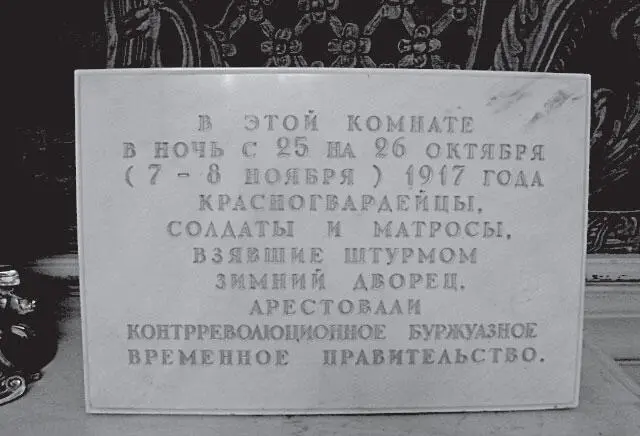 В ЭТОЙ КОМНАТЕ
В НОЧЬ С 25 НА 26 ОКТЯБРЯ
( 7 - 8 НОЯБРЯ ) 1917 ГОДА
КРАСНОГВАРДЕЙЦЫ,
СОЛДАТЫ И МАТРОСЫ,
ВЗЯВШИЕ ШТУРМОМ
ЗИМНИЙ ДВОРЕЦ,
АРЕСТОВАЛИ
КОНТРРЕВОЛЮЦИОННОЕ БУРЖУАЗНОЕ
ВРЕМЕННОЕ ПРАВИТЕЛЬСТВО.